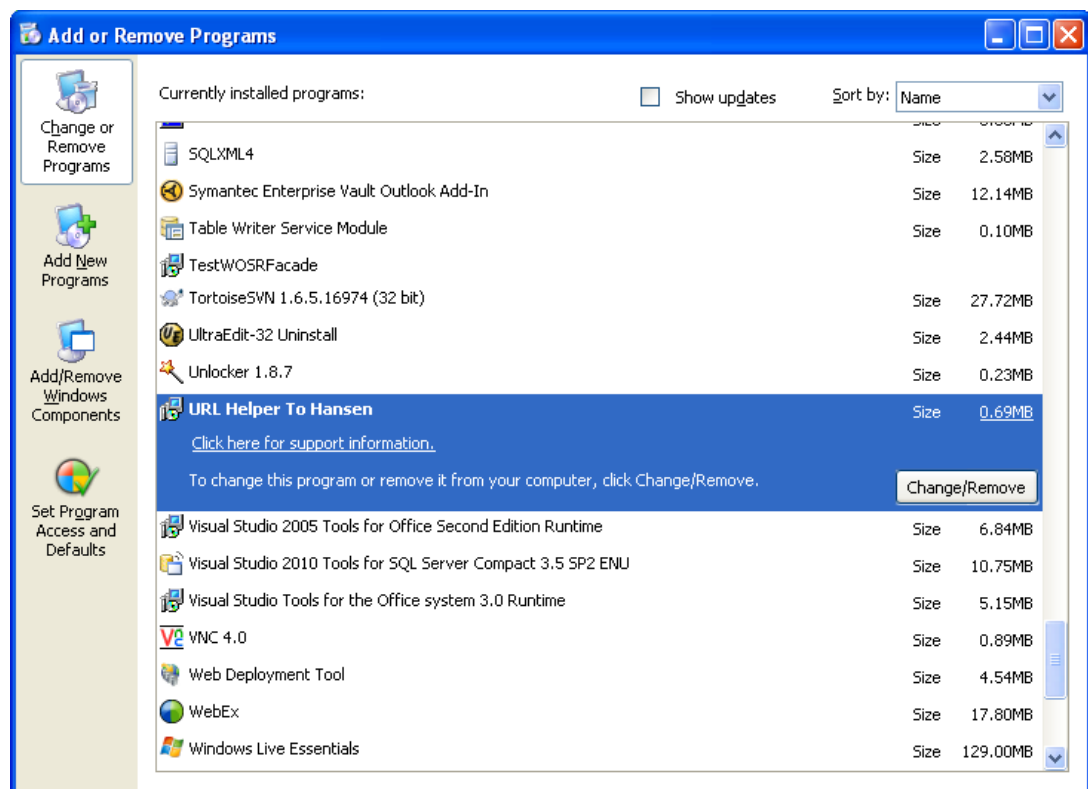 Add or Remove Programs
Change or
Remove
Programs
Add New
Programs
Add/Remove
Windows
Components
Set Program
Access and
Defaults
Currently installed programs: Show updates Sort by: Name
SQLXML4 Size 2.58MB
Symantec Enterprise Vault Outlook Add-In Size 12.14MB
Table Writer Service Module Size 0.10MB
TestWOSRFacade
TortoiseSVN 1.6.5.16974 (32 bit) Size 27.72MB
UltraEdit-32 Uninstall Size 2.44MB
Unlocker 1.8.7 Size 0.23MB
URL Helper To Hansen Size 0.69MB
Click here for support information.
To change this program or remove it from your computer, click Change/Remove. Change/Remove
Visual Studio 2005 Tools for Office Second Edition Runtime Size 6.84MB
Visual Studio 2010 Tools for SQL Server Compact 3.5 SP2 ENU Size 10.75MB
Visual Studio Tools for the Office system 3.0 Runtime Size 5.15MB
VNC 4.0 Size 0.89MB
Web Deployment Tool Size 4.54MB
WebEx Size 17.80MB
Windows Live Essentials Size 129.00MB